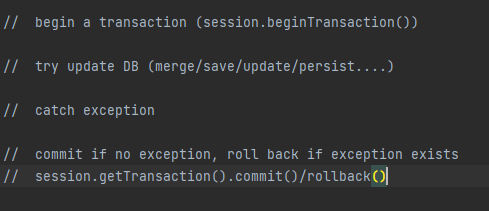 //  begin a transaction (session.beginTransaction())
//  try update DB (merge/save/update/persist....)
//  catch exception
//  commit if no exception, roll back if exception exists
//  session.getTransaction().commit()/rollback()